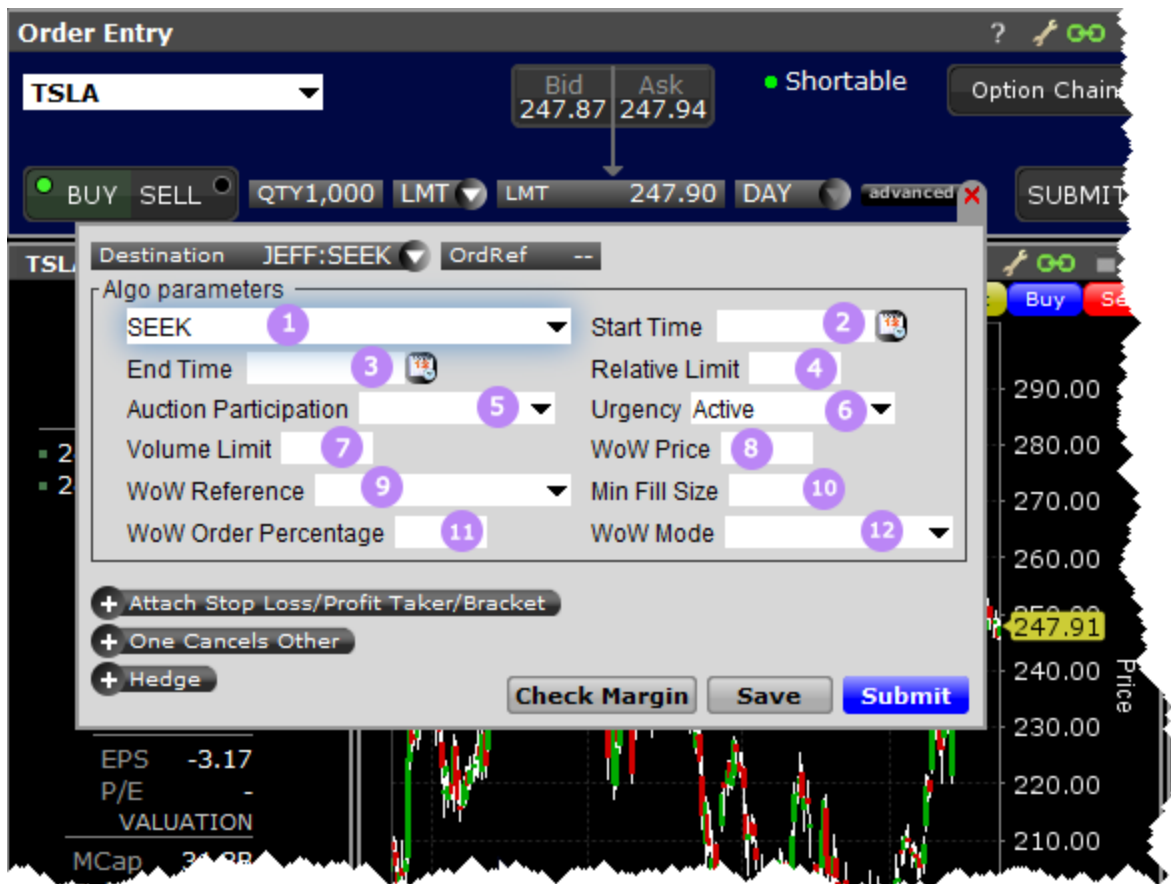 Order Entry ?
TSLA Bid Ask Shortable Option Chain
247.87 247.94
BUY SELL QTY1,000 LMT LMT 247.90 DAY advanced SUBMIT
Destination JEFF:SEEK OrdRef --
TSL
Algo parameters
Buy Se
SEEK 1 Start Time 2
End Time 3 Relative Limit 4
Auction Participation 5 Urgency Active 6
Volume Limit 7 WoW Price 8
WoW Reference 9 Min Fill Size 10
WoW Order Percentage 11 WoW Mode 12
290.00
280.00
270.00
260.00
250.00
247.91
240.00
230.00
220.00
210.00
Price
Attach Stop Loss/Profit Taker/Bracket
One Cancels Other
Hedge
Check Margin Save Submit
EPS -3.17
P/E -
VALUATION
MCap